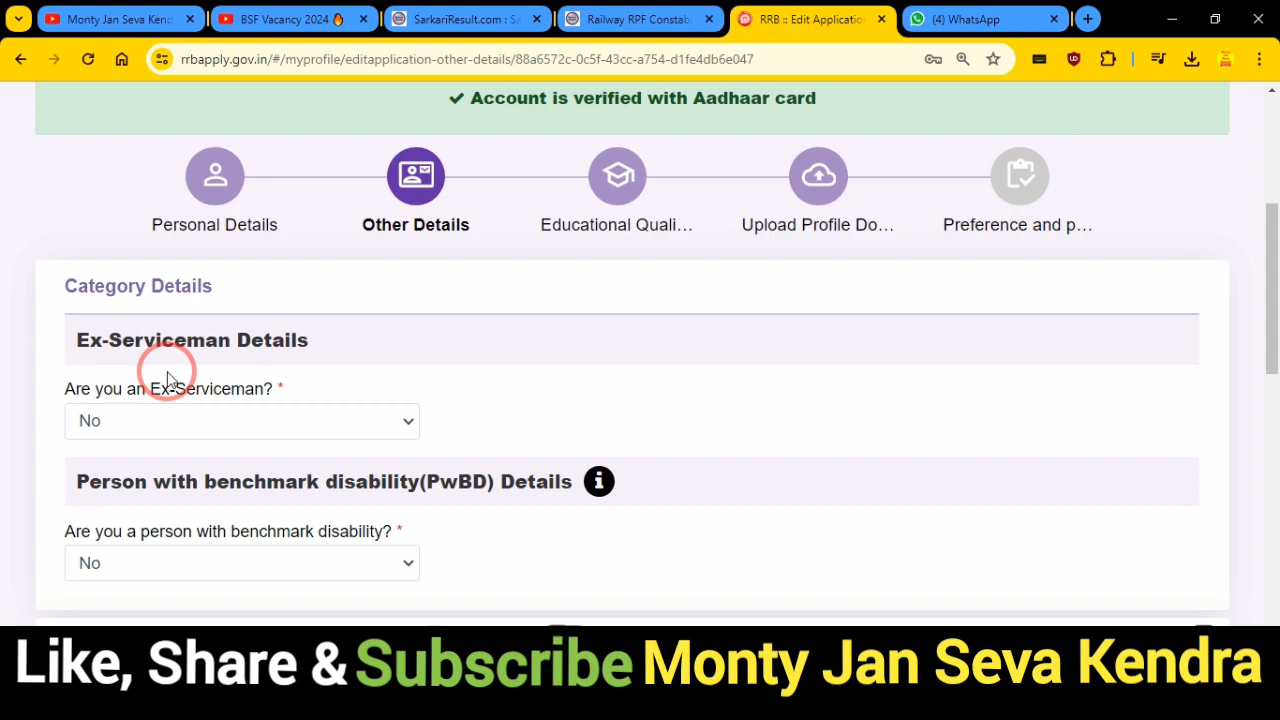 Monty Jan Seva Kend
BSF Vacancy 2024
SarkariResult.com : Sa
Railway RPF Constab
RRB :: Edit Applicatio
(4) WhatsApp
rrbapply.gov.in/#/myprofile/editapplication-other-details/88a6572c-0c5f-43cc-a754-d1fe4db6e047
Account is verified with Aadhaar card
Personal Details
Other Details
Educational Quali...
Upload Profile Do...
Preference and p...
Category Details
Ex-Serviceman Details
Are you an Ex-Serviceman? *
No
Person with benchmark disability(PwBD) Details
Are you a person with benchmark disability? *
No
Like, Share & Subscribe Monty Jan Seva Kendra